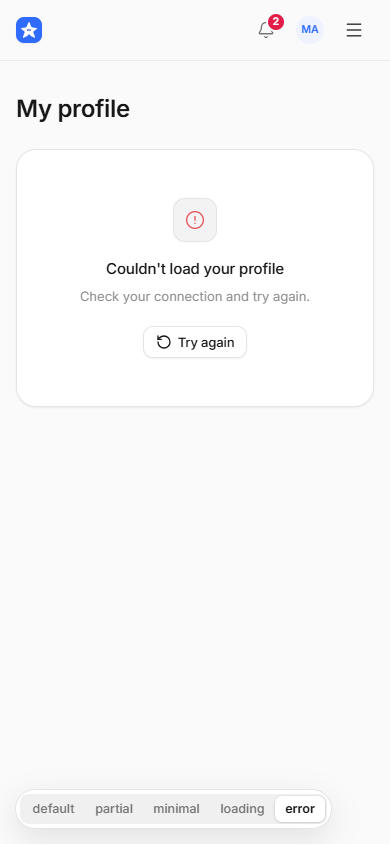 2
MA
My profile
Couldn't load your profile
Check your connection and try again.
Try again
default partial minimal loading error